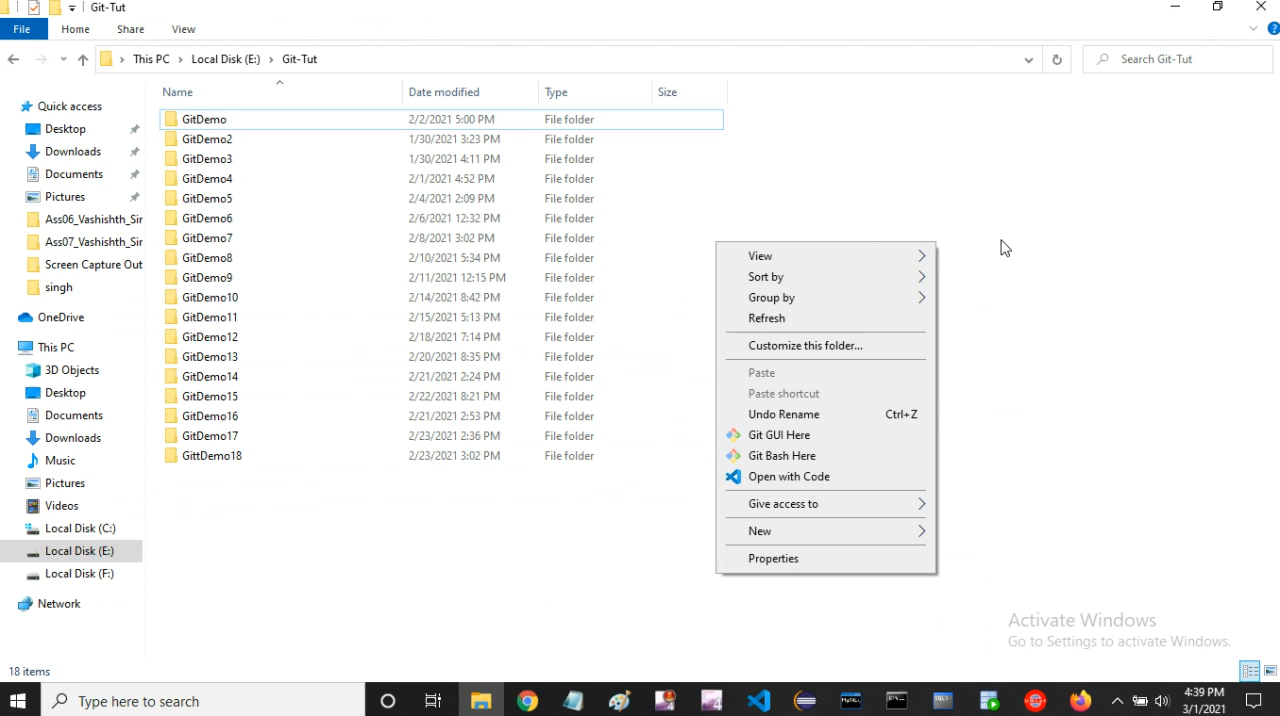 Git-Tut
File Home Share View
This PC Local Disk (E:) Git-Tut
Search Git-Tut
Name Date modified Type Size
Quick access
Desktop
Downloads
Documents
Pictures
Ass06_Vashishth_Sir
Ass07_Vashishth_Sir
Screen Capture Out
singh
OneDrive
This PC
3D Objects
Desktop
Documents
Downloads
Music
Pictures
Videos
Local Disk (C:)
Local Disk (E:)
Local Disk (F:)
Network
GitDemo 2/2/2021 5:00 PM File folder
GitDemo2 1/30/2021 3:23 PM File folder
GitDemo3 1/30/2021 4:11 PM File folder
GitDemo4 2/1/2021 4:52 PM File folder
GitDemo5 2/4/2021 2:09 PM File folder
GitDemo6 2/6/2021 12:32 PM File folder
GitDemo7 2/8/2021 3:02 PM File folder
GitDemo8 2/10/2021 5:34 PM File folder
GitDemo9 2/11/2021 12:15 PM File folder
GitDemo10 2/14/2021 8:42 PM File folder
GitDemo11 2/15/2021 5:13 PM File folder
GitDemo12 2/18/2021 7:14 PM File folder
GitDemo13 2/20/2021 8:35 PM File folder
GitDemo14 2/21/2021 2:24 PM File folder
GitDemo15 2/22/2021 8:21 PM File folder
GitDemo16 2/21/2021 2:53 PM File folder
GitDemo17 2/23/2021 2:36 PM File folder
GittDemo18 2/23/2021 3:02 PM File folder
View
Sort by
Group by
Refresh
Customize this folder...
Paste
Paste shortcut
Undo Rename Ctrl+Z
Git GUI Here
Git Bash Here
Open with Code
Give access to
New
Properties
Activate Windows
Go to Settings to activate Windows.
18 items
Type here to search
4:39 PM
3/1/2021